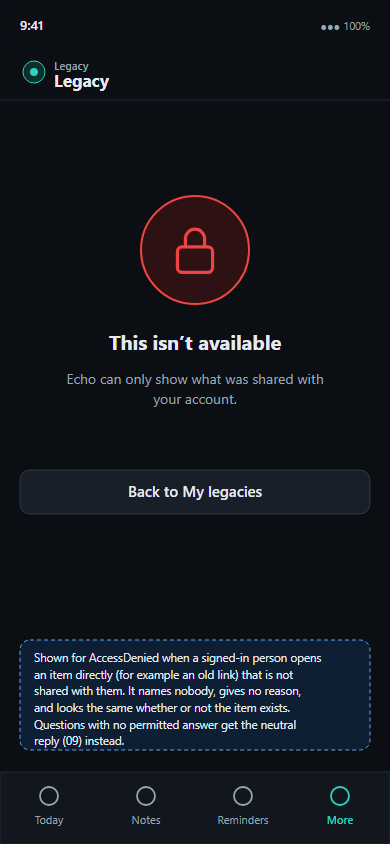 9:41
●●● 100%
Legacy
Legacy
This isn’t available
Echo can only show what was shared with
your account.
Back to My legacies
Shown for AccessDenied when a signed-in person opens
an item directly (for example an old link) that is not
shared with them. It names nobody, gives no reason,
and looks the same whether or not the item exists.
Questions with no permitted answer get the neutral
reply (09) instead.
Today
Notes
Reminders
More